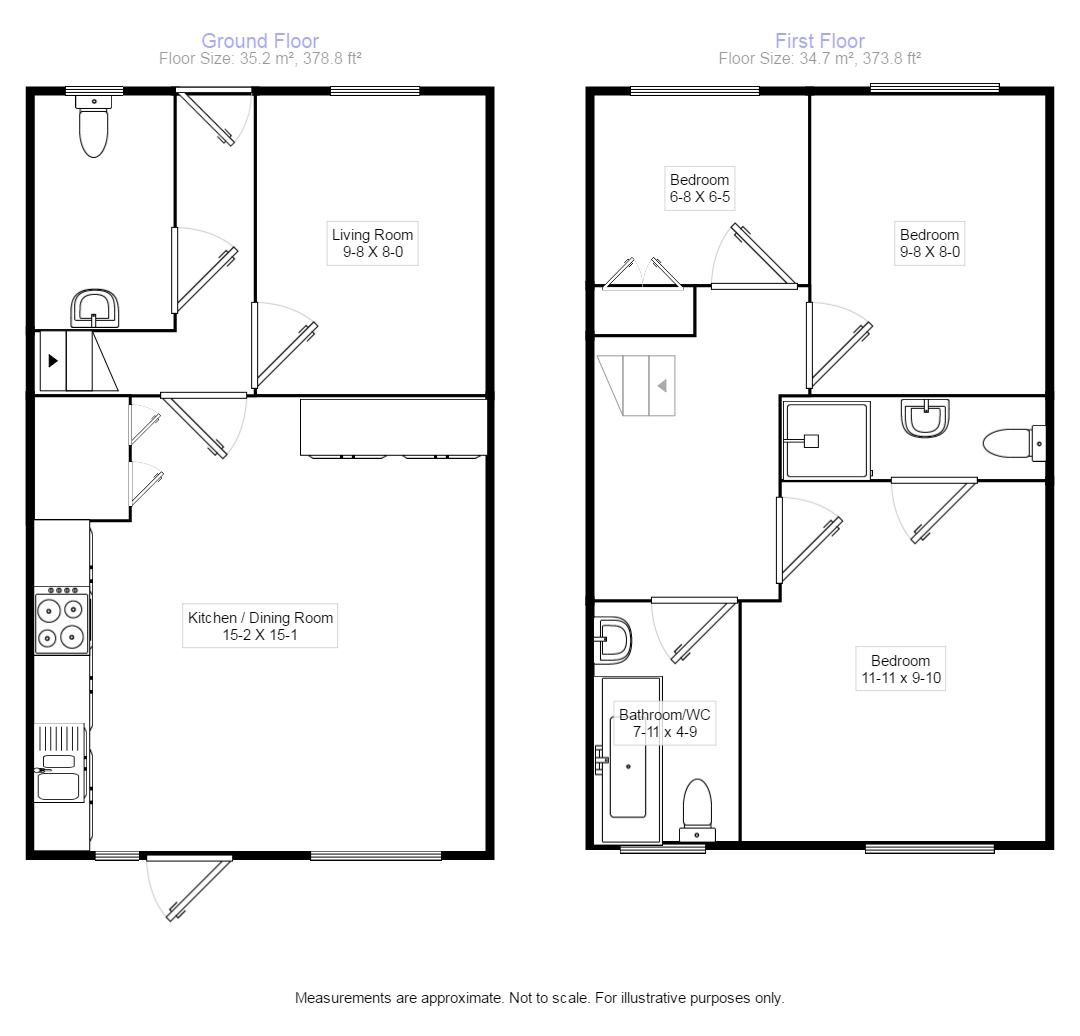 Ground Floor
Floor Size: 35.2 m², 378.8 ft²
Living Room
9-8 X 8-0
Kitchen / Dining Room
15-2 X 15-1
First Floor
Floor Size: 34.7 m², 373.8 ft²
Bedroom
6-8 X 6-5
Bedroom
9-8 X 8-0
Bedroom
11-11 x 9-10
Bathroom/WC
7-11 x 4-9
Measurements are approximate. Not to scale. For illustrative purposes only.